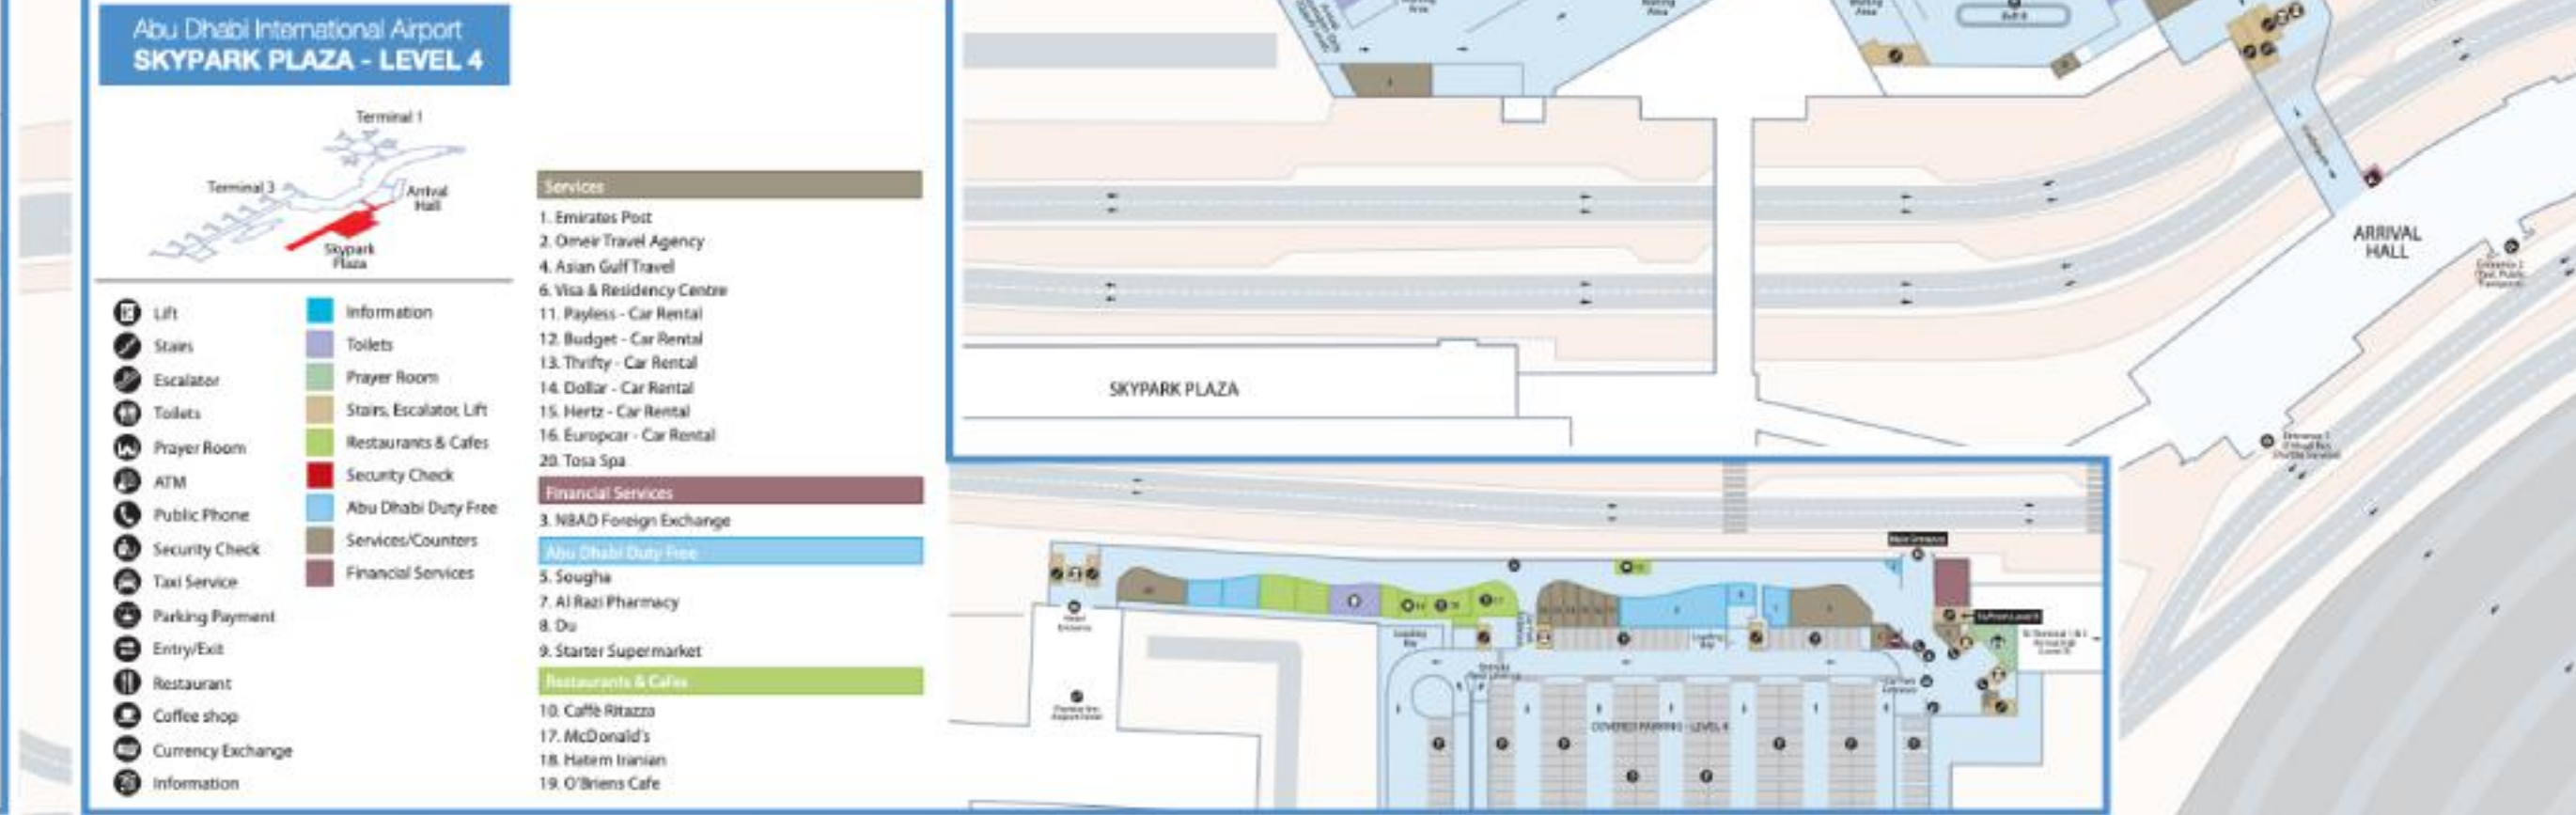 Abu Dhabi International Airport
SKYPARK PLAZA - LEVEL 4
Terminal 1
Terminal 3
Arrival
Hall
Skypark
Plaza
Lift
Stairs
Escalator
Toilets
Prayer Room
ATM
Public Phone
Security Check
Taxi Service
Parking Payment
Entry/Exit
Restaurant
Coffee shop
Currency Exchange
Information
Information
Toilets
Prayer Room
Stairs, Escalator, Lift
Restaurants & Cafes
Security Check
Abu Dhabi Duty Free
Services/Counters
Financial Services
Services
1. Emirates Post
2. Omeir Travel Agency
4. Asian Gulf Travel
6. Visa & Residency Centre
11. Payless - Car Rental
12. Budget - Car Rental
13. Thrifty - Car Rental
14. Dollar - Car Rental
15. Hertz - Car Rental
16. Europcar - Car Rental
20. Tosa Spa
Financial Services
3. NBAD Foreign Exchange
Abu Dhabi Duty Free
5. Sougha
7. Al Razi Pharmacy
8. Du
9. Starter Supermarket
Restaurants & Cafes
10. Caffè Ritazza
17. McDonald's
18. Hatem Iranian
19. O'Briens Cafe
SKYPARK PLAZA
ARRIVAL
HALL
Main Entrance
Loading
Bay
COVERED PARKING - LEVEL 4